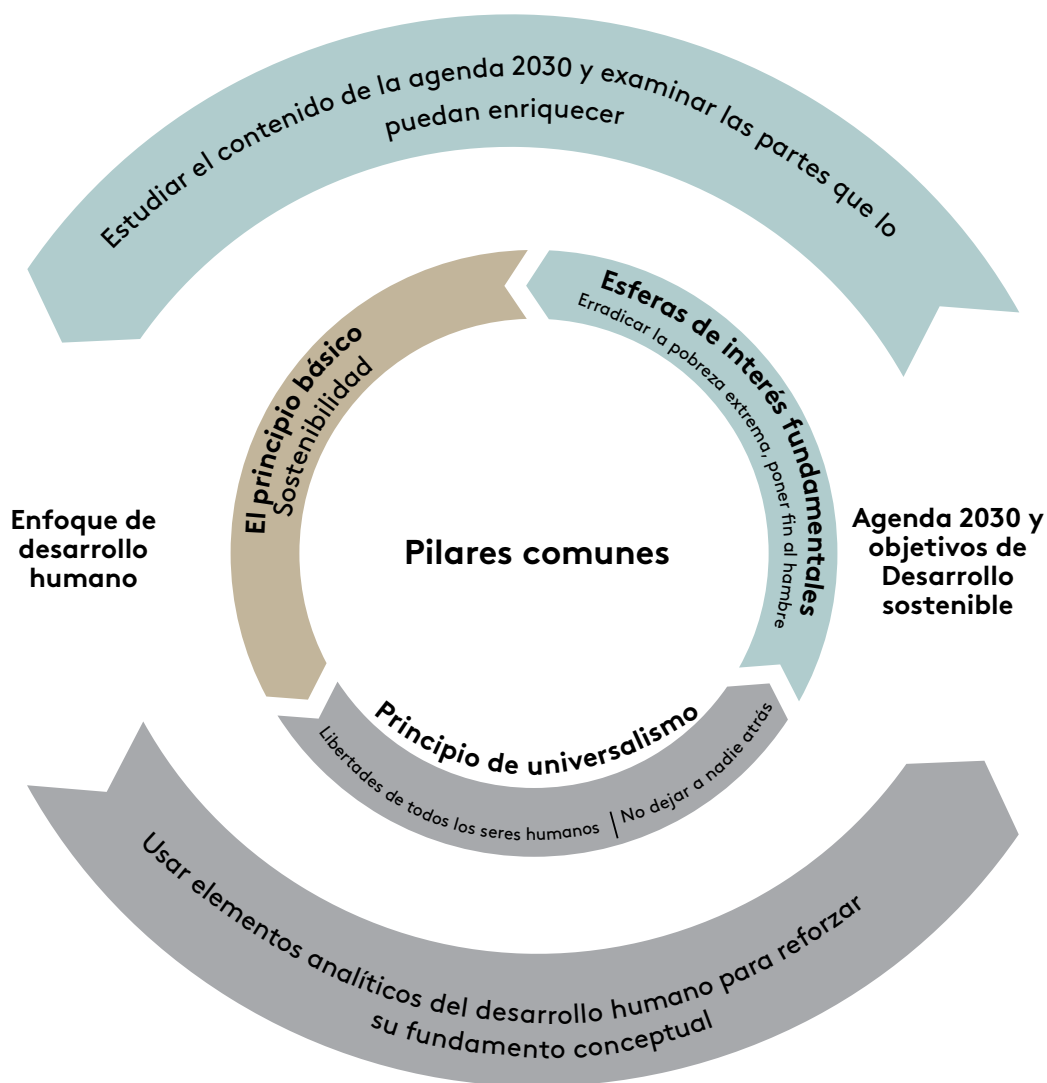 Estudiar el contenido de la agenda 2030 y examinar las partes que lo
puedan enriquecer
El principio básico
Sostenibilidad
Esferas de interés fundamentales
Erradicar la pobreza extrema, poner fin al hambre
Enfoque de
desarrollo
humano
Pilares comunes
Agenda 2030 y
objetivos de
Desarrollo
sostenible
Principio de universalismo
Libertades de todos los seres humanos | No dejar a nadie atrás
Usar elementos analíticos del desarrollo humano para reforzar
su fundamento conceptual